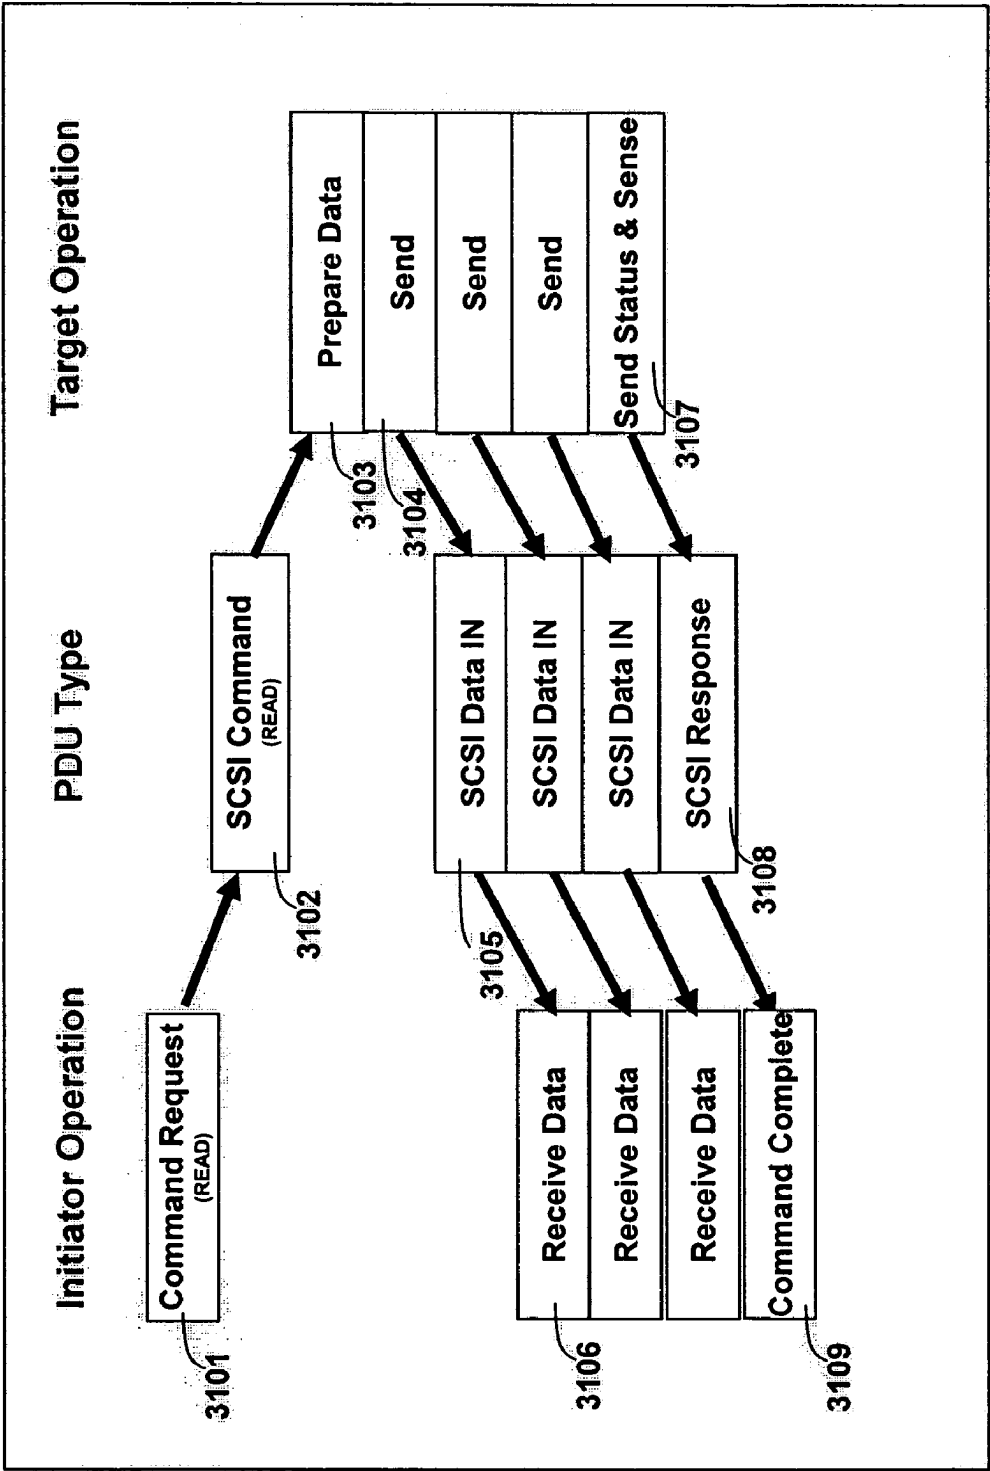 Initiator Operation
PDU Type
Target Operation
Command Request
(READ)
3101
SCSI Command
(READ)
3102
Prepare Data
3103
Send
3104
Send
Send
Send Status & Sense
3107
SCSI Data IN
3105
SCSI Data IN
SCSI Data IN
SCSI Response
3108
Receive Data
3106
Receive Data
Receive Data
Command Complete
3109